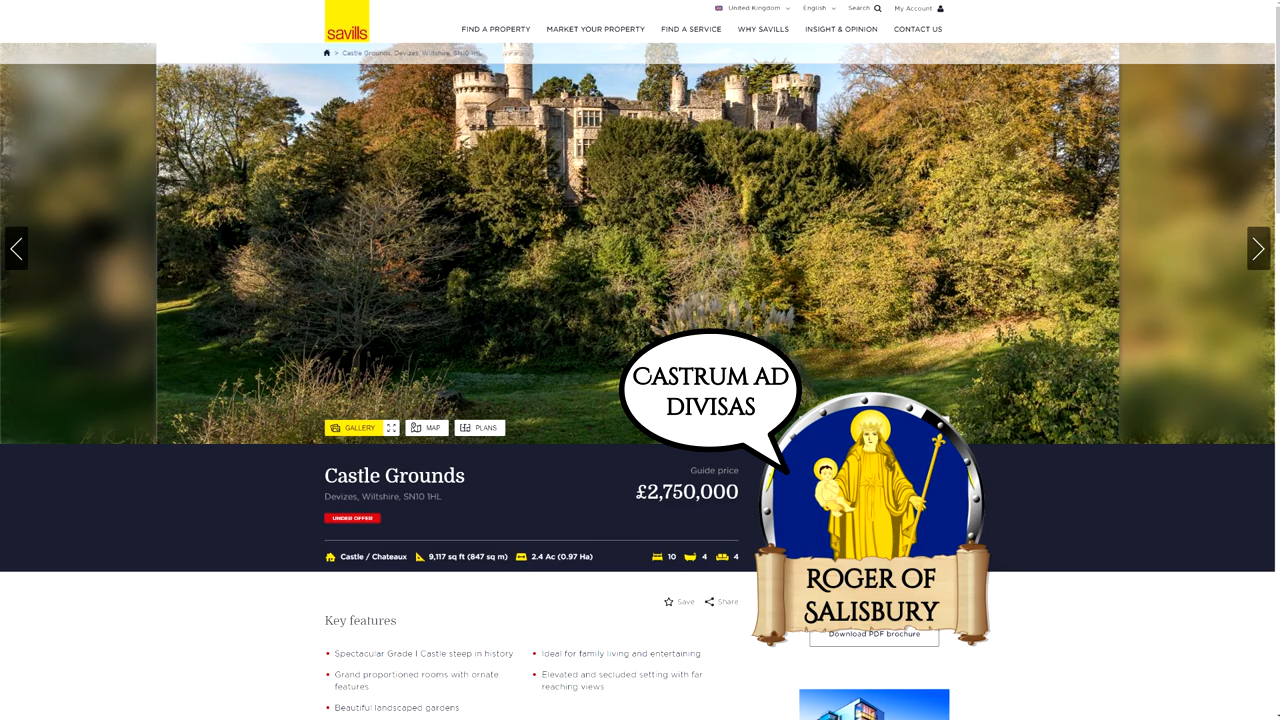 United Kingdom
English
Search
My Account
savills
FIND A PROPERTY
MARKET YOUR PROPERTY
FIND A SERVICE
WHY SAVILLS
INSIGHT & OPINION
CONTACT US
> Castle Grounds, Devizes, Wiltshire, SN10 1HL
CASTRUM AD
DIVISAS
GALLERY
MAP
PLANS
Castle Grounds
Devizes, Wiltshire, SN10 1HL
UNDER OFFER
Guide price
£2,750,000
Castle / Chateaux
9,117 sq ft (847 sq m)
2.4 Ac (0.97 Ha)
10
4
4
ROGER OF
SALISBURY
Download PDF brochure
Save
Share
Key features
Spectacular Grade I Castle steep in history
Grand proportioned rooms with ornate
features
Beautiful landscaped gardens
Ideal for family living and entertaining
Elevated and secluded setting with far
reaching views